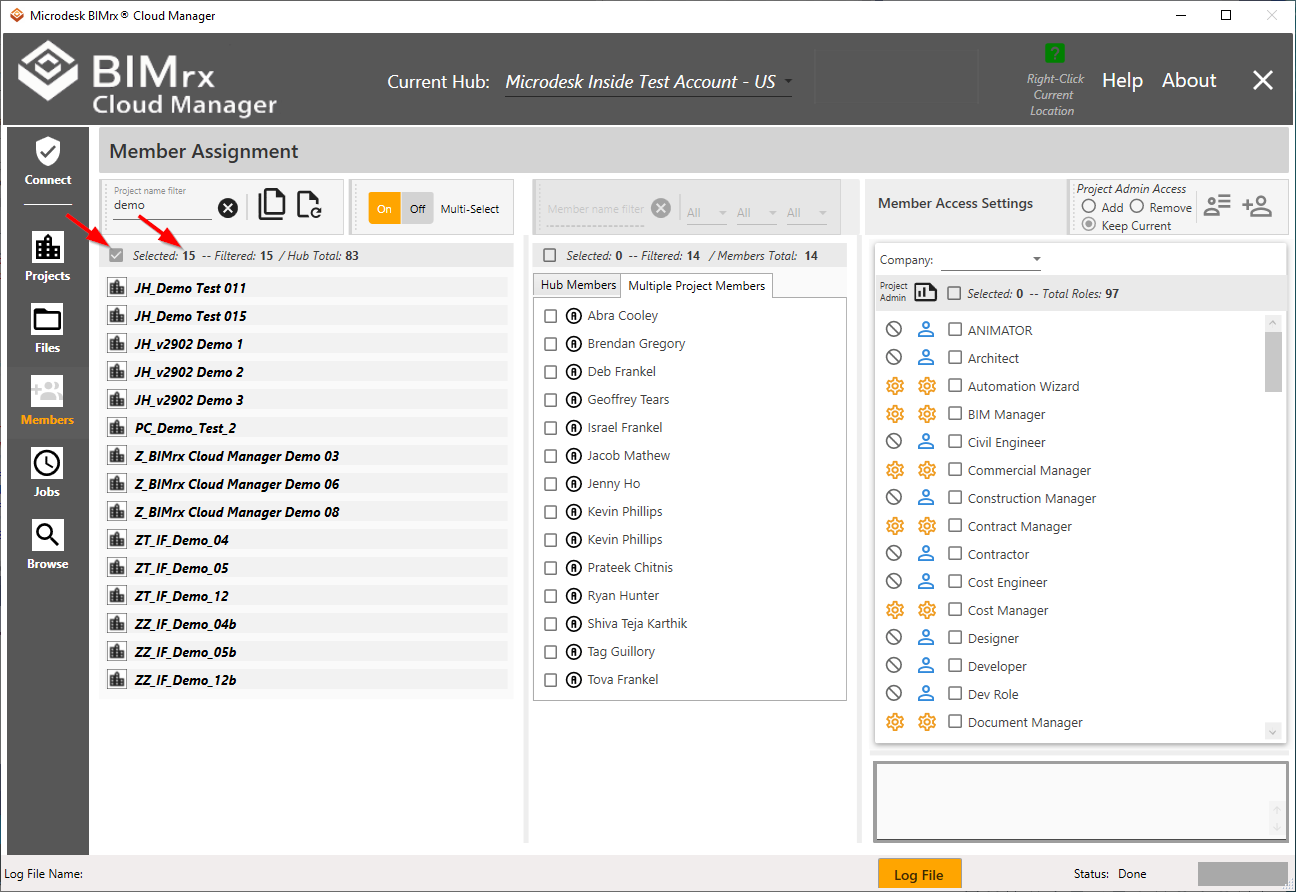 Microdesk BIMrx® Cloud Manager
BIMrx
Cloud Manager
Current Hub: Microdesk Inside Test Account - US
?
Right-Click
Current
Location
Help
About
Connect
Projects
Files
Members
Jobs
Browse
Member Assignment
Project name filter
demo
On
Off
Multi-Select
Selected: 15 -- Filtered: 15 / Hub Total: 83
JH_Demo Test 011
JH_Demo Test 015
JH_v2902 Demo 1
JH_v2902 Demo 2
JH_v2902 Demo 3
PC_Demo_Test_2
Z_BIMrx Cloud Manager Demo 03
Z_BIMrx Cloud Manager Demo 06
Z_BIMrx Cloud Manager Demo 08
ZT_IF_Demo_04
ZT_IF_Demo_05
ZT_IF_Demo_12
ZZ_IF_Demo_04b
ZZ_IF_Demo_05b
ZZ_IF_Demo_12b
Member name filter
All
All
All
Selected: 0 -- Filtered: 14 / Members Total: 14
Hub Members
Multiple Project Members
Abra Cooley
Brendan Gregory
Deb Frankel
Geoffrey Tears
Israel Frankel
Jacob Mathew
Jenny Ho
Kevin Phillips
Kevin Phillips
Prateek Chitnis
Ryan Hunter
Shiva Teja Karthik
Tag Guillory
Tova Frankel
Member Access Settings
Project Admin Access
Add
Remove
Keep Current
Company:
Project
Admin
Selected: 0 -- Total Roles: 97
ANIMATOR
Architect
Automation Wizard
BIM Manager
Civil Engineer
Commercial Manager
Construction Manager
Contract Manager
Contractor
Cost Engineer
Cost Manager
Designer
Developer
Dev Role
Document Manager
Log File Name:
Log File
Status: Done